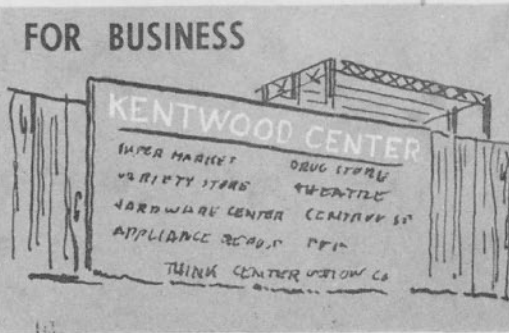 FOR BUSINESS
KENTWOOD CENTER
SUPER MARKET DRUG STORE
VARIETY STORE THEATRE
HARDWARE CENTER
APPLIANCE
THINK CENTER